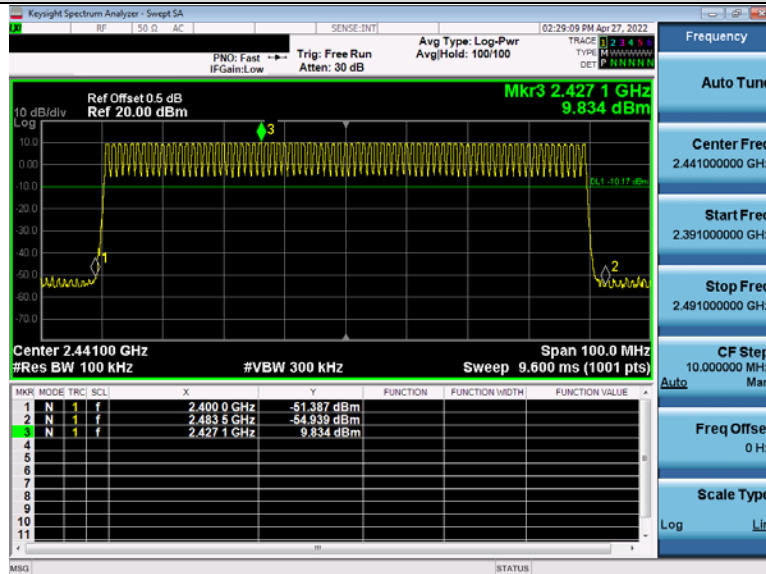 Keysight Spectrum Analyzer - Swept SA
RF 50 Ω AC SENSE:INT 02:29:09 PM Apr 27, 2022
PNO: Fast
IFGain:Low
Trig: Free Run
Atten: 30 dB
Avg Type: Log-Pwr
Avg|Hold: 100/100
TRACE 1 2 3 4 5 6
TYPE M W W W W W
DET P N N N N N
Frequency
Auto Tune
Center Freq
2.441000000 GHz
Start Freq
2.391000000 GHz
Stop Freq
2.491000000 GHz
CF Step
10.000000 MHz
Auto Man
Freq Offset
0 Hz
Scale Type
Log Lin
Mkr3 2.427 1 GHz
9.834 dBm
Ref Offset 0.5 dB
10 dB/div Ref 20.00 dBm
Log
10.0
0.00
-10.0
-20.0
-30.0
-40.0
-50.0
-60.0
-70.0
3
DL1 -10.17 dBm
1
2
Center 2.44100 GHz Span 100.0 MHz
#Res BW 100 kHz #VBW 300 kHz Sweep 9.600 ms (1001 pts)
MKR MODE TRC SCL X Y FUNCTION FUNCTION WIDTH FUNCTION VALUE
1 N 1 f 2.400 0 GHz -51.387 dBm
2 N 1 f 2.483 5 GHz -54.939 dBm
3 N 1 f 2.427 1 GHz 9.834 dBm
4
5
6
7
8
9
10
11
MSG STATUS